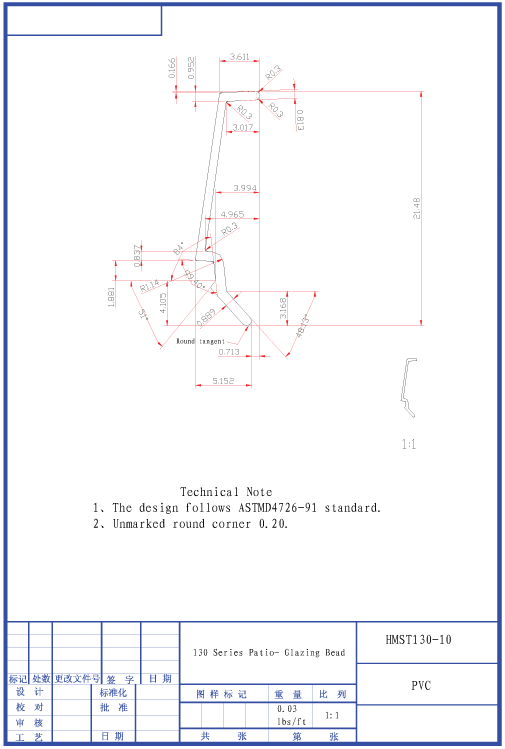 3.611
0.166
0.952
R0.3
R0.3
R0.3
0.813
3.017
3.994
4.965
21.48
R0.3
84°
0.837
R1.14
1.881
4.105
51°
0.889
3.168
48.13°
Round tangent
0.713
5.152
1:1
Technical Note
1、The design follows ASTMD4726-91 standard.
2、Unmarked round corner 0.20.
130 Series Patio- Glazing Bead
HMST130-10
PVC
标记 处数 更改文件号 签 字 日 期
设 计 标准化
校 对 批 准
审 核
工 艺 日 期
图 样 标 记 重 量 比 列
0.03
lbs/ft
1:1
共 张 第 张